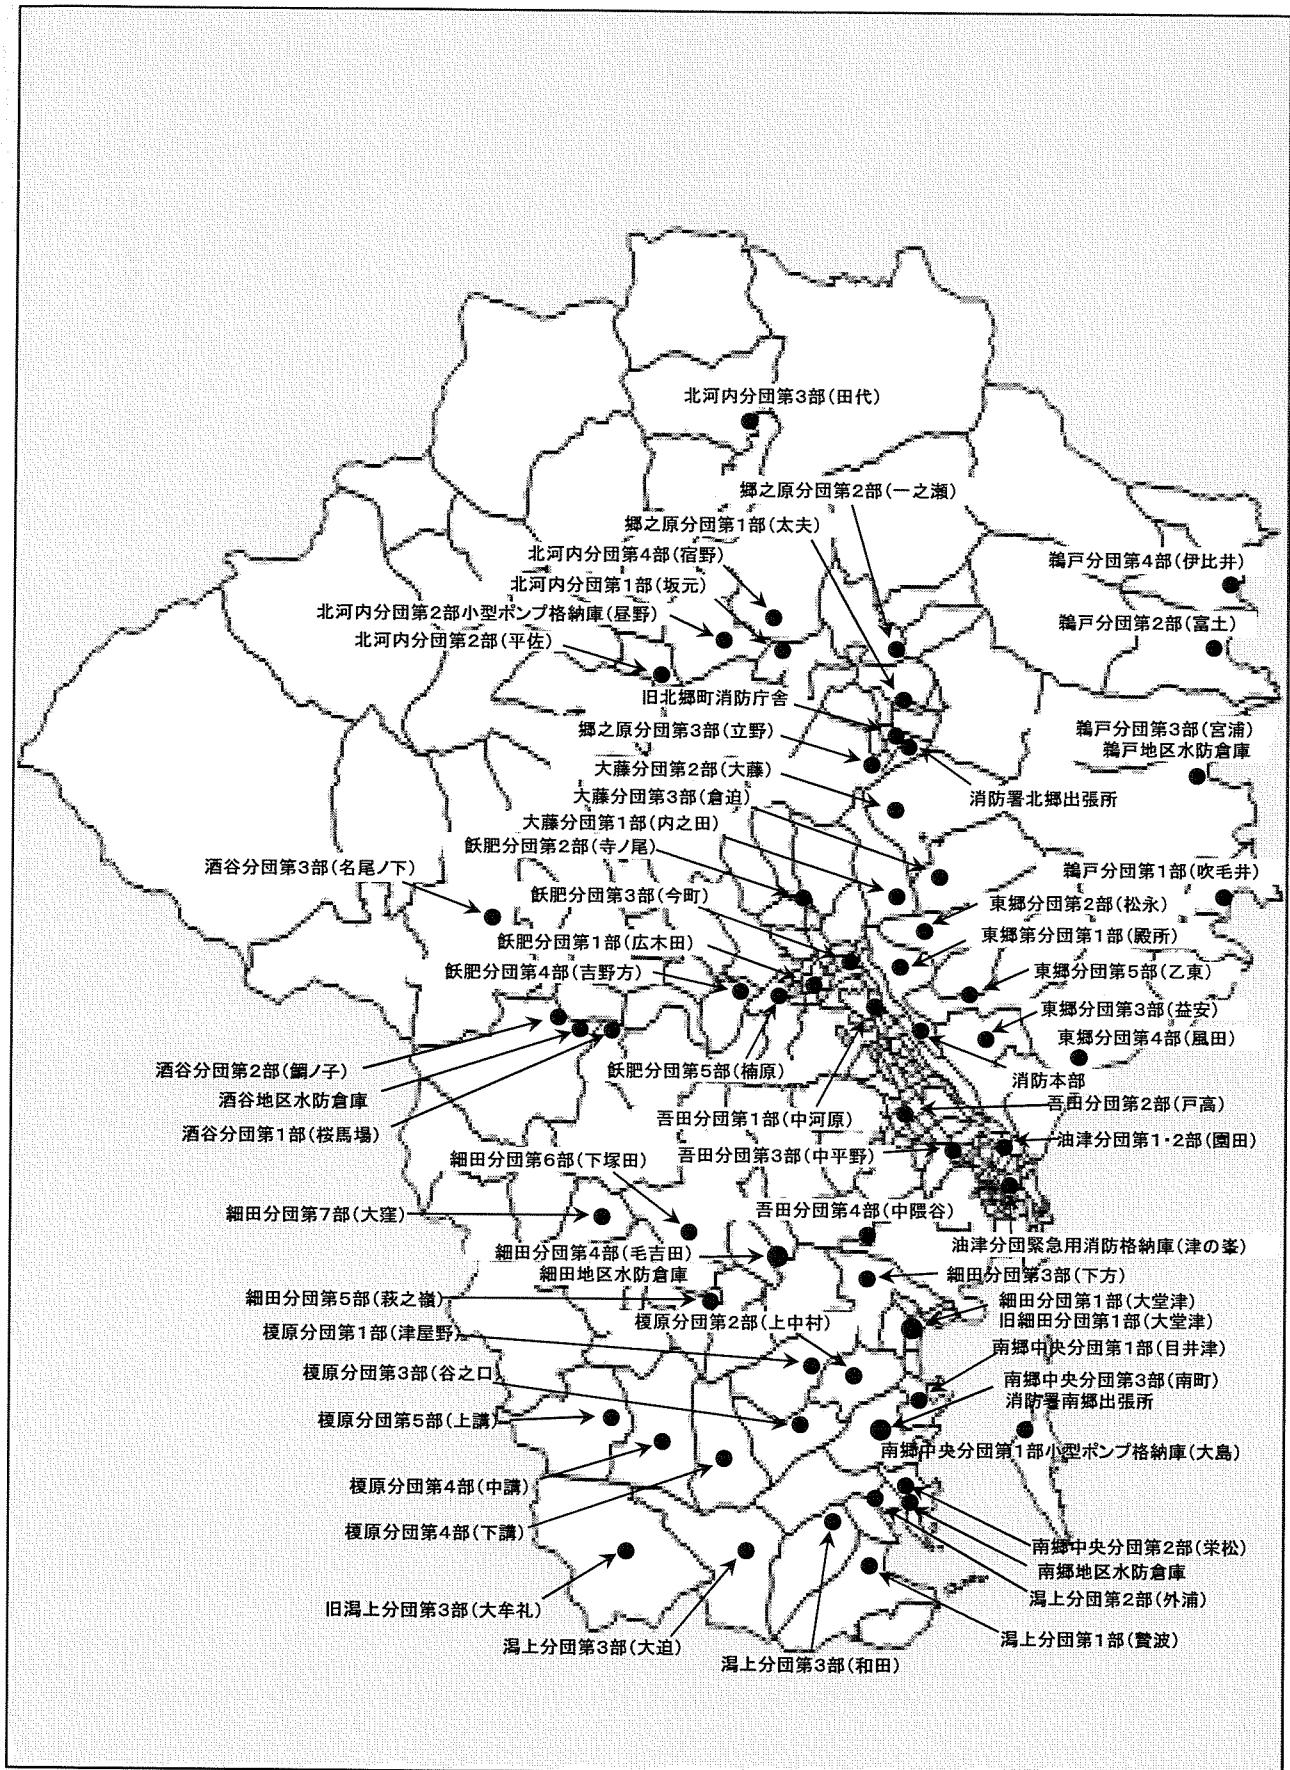 北河内分団第3部(田代)
郷之原分団第2部(一之瀬)
郷之原分団第1部(太夫)
北河内分団第4部(宿野)
鵜戸分団第4部(伊比井)
北河内分団第1部(坂元)
北河内分団第2部小型ポンプ格納庫(昼野)
鵜戸分団第2部(富土)
北河内分団第2部(平佐)
旧北郷町消防庁舎
郷之原分団第3部(立野)
鵜戸分団第3部(宮浦)
鵜戸地区水防倉庫
大藤分団第2部(大藤)
大藤分団第3部(倉迫)
消防署北郷出張所
大藤分団第1部(内之田)
飫肥分団第2部(寺ノ尾)
酒谷分団第3部(名尾ノ下)
鵜戸分団第1部(吹毛井)
飫肥分団第3部(今町)
東郷分団第2部(松永)
東郷第分団第1部(殿所)
飫肥分団第1部(広木田)
飫肥分団第4部(吉野方)
東郷分団第5部(乙東)
東郷分団第3部(益安)
東郷分団第4部(風田)
酒谷分団第2部(鯛ノ子)
飫肥分団第5部(楠原)
消防本部
酒谷地区水防倉庫
吾田分団第2部(戸高)
吾田分団第1部(中河原)
酒谷分団第1部(桜馬場)
油津分団第1・2部(園田)
吾田分団第3部(中平野)
細田分団第6部(下塚田)
細田分団第7部(大窪)
吾田分団第4部(中隈谷)
油津分団緊急用消防格納庫(津の峯)
細田分団第4部(毛吉田)
細田地区水防倉庫
細田分団第3部(下方)
細田分団第5部(萩之嶺)
細田分団第1部(大堂津)
旧細田分団第1部(大堂津)
榎原分団第2部(上中村)
榎原分団第1部(津屋野)
南郷中央分団第1部(目井津)
榎原分団第3部(谷之口)
南郷中央分団第3部(南町)
消防署南郷出張所
榎原分団第5部(上講)
南郷中央分団第1部小型ポンプ格納庫(大島)
榎原分団第4部(中講)
榎原分団第4部(下講)
南郷中央分団第2部(栄松)
南郷地区水防倉庫
潟上分団第2部(外浦)
旧潟上分団第3部(大牟礼)
潟上分団第1部(贄波)
潟上分団第3部(大迫)
潟上分団第3部(和田)